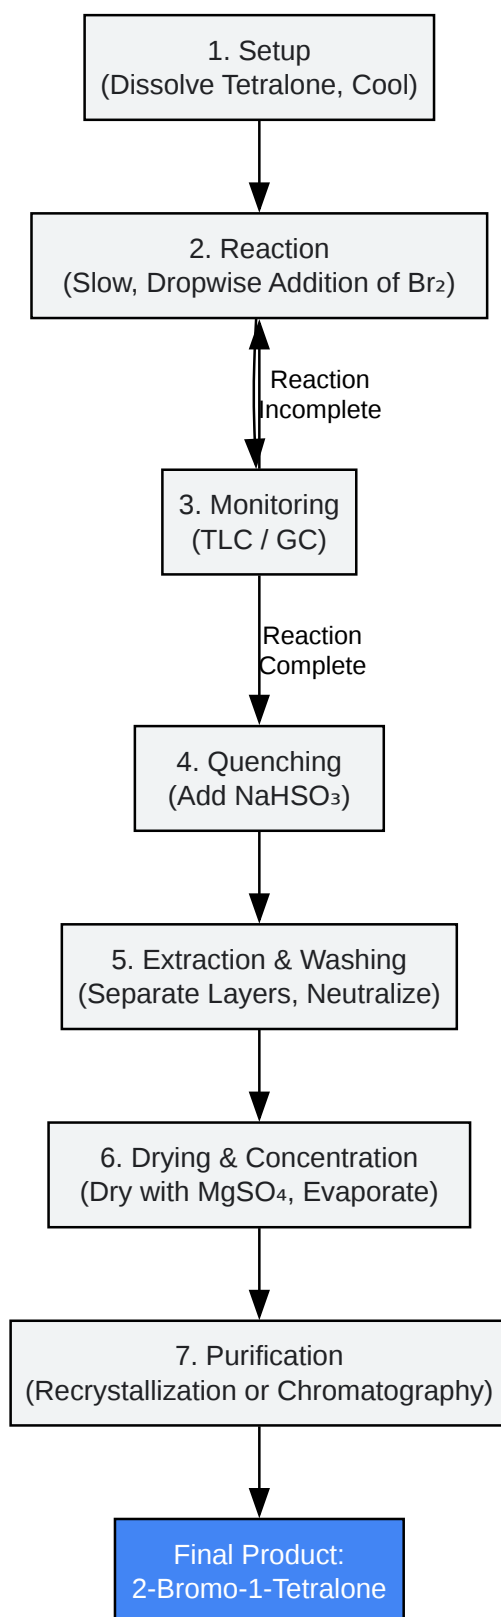 1. Setup
(Dissolve Tetralone, Cool)
2. Reaction
(Slow, Dropwise Addition of Br₂)
Reaction
Incomplete
3. Monitoring
(TLC / GC)
Reaction
Complete
4. Quenching
(Add NaHSO₃)
5. Extraction & Washing
(Separate Layers, Neutralize)
6. Drying & Concentration
(Dry with MgSO₄, Evaporate)
7. Purification
(Recrystallization or Chromatography)
Final Product:
2-Bromo-1-Tetralone